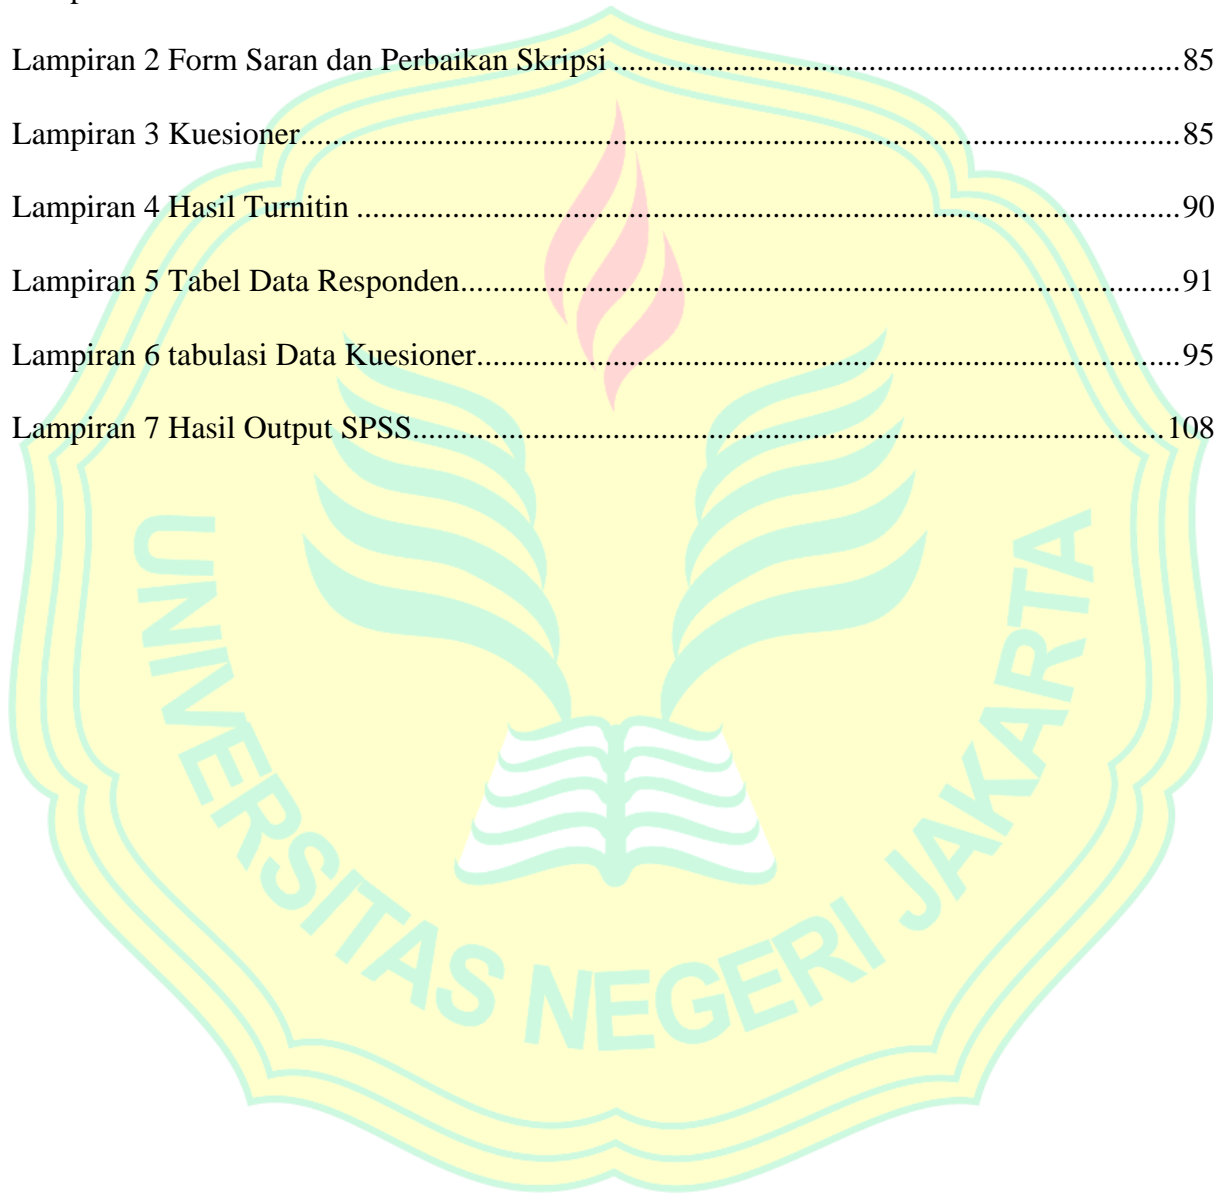 Lampiran 2 Form Saran dan Perbaikan Skripsi ........................................................................ 85
Lampiran 3 Kuesioner............................................................................................................... 85
Lampiran 4 Hasil Turnitin ........................................................................................................ 90
Lampiran 5 Tabel Data Responden........................................................................................... 91
Lampiran 6 tabulasi Data Kuesioner......................................................................................... 95
Lampiran 7 Hasil Output SPSS............................................................................................... 108
UNIVERSITAS NEGERI JAKARTA